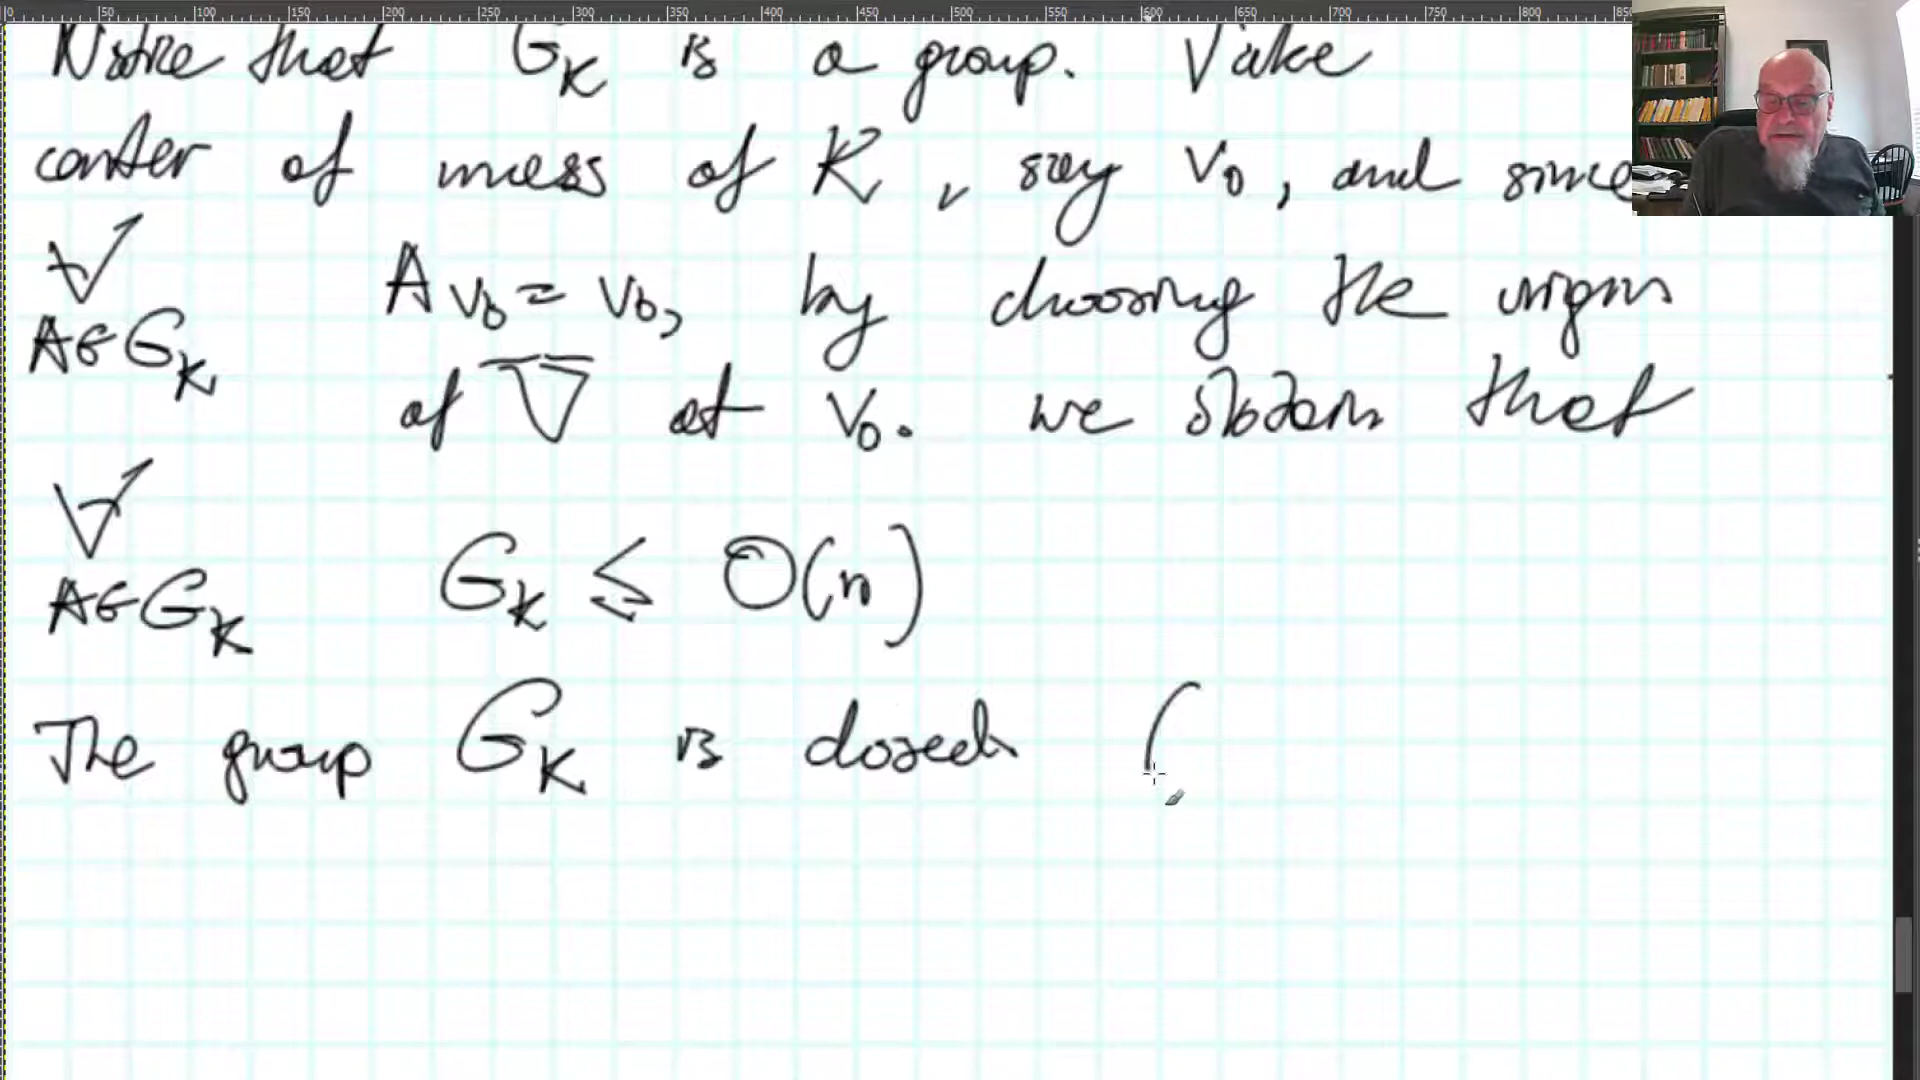 Notice that G_K is a group. Take
center of mass of K, say v_0, and since
∀ A∈G_K A v_0 = v_0, by choosing the origin
of V at v_0. we obtain that
∀ A∈G_K G_K ≤ O(n)
The group G_K is closed (